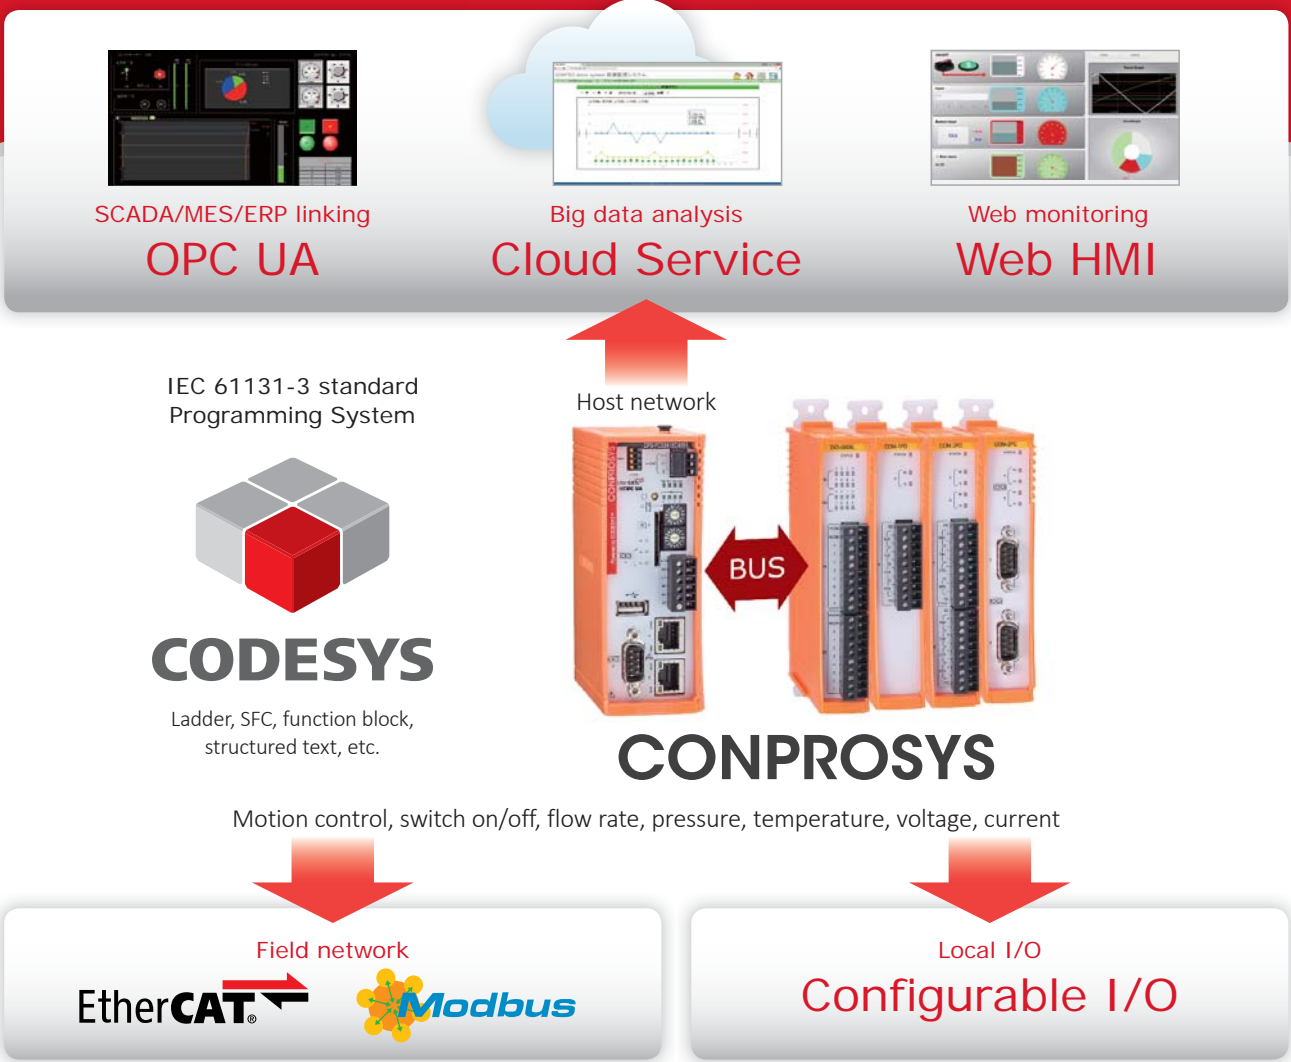 SCADA/MES/ERP linking
OPC UA
Big data analysis
Cloud Service
Web monitoring
Web HMI
IEC 61131-3 standard
Programming System
CODESYS
Ladder, SFC, function block,
structured text, etc.
Host network
CONPROSYS
BUS
CONPROSYS
Motion control, switch on/off, flow rate, pressure, temperature, voltage, current
Field network
EtherCAT®
Modbus
Local I/O
Configurable I/O